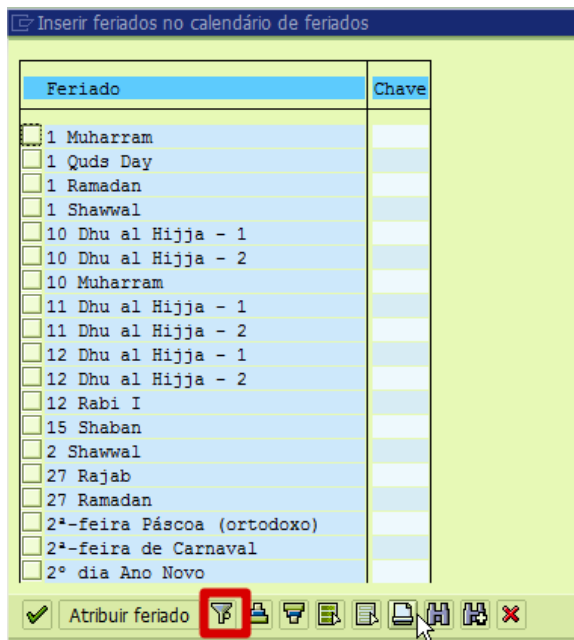 Inserir feriados no calendário de feriados
Feriado Chave
1 Muharram
1 Quds Day
1 Ramadan
1 Shawwal
10 Dhu al Hijja - 1
10 Dhu al Hijja - 2
10 Muharram
11 Dhu al Hijja - 1
11 Dhu al Hijja - 2
12 Dhu al Hijja - 1
12 Dhu al Hijja - 2
12 Rabi I
15 Shaban
2 Shawwal
27 Rajab
27 Ramadan
2ª-feira Páscoa (ortodoxo)
2ª-feira de Carnaval
2º dia Ano Novo
Atribuir feriado